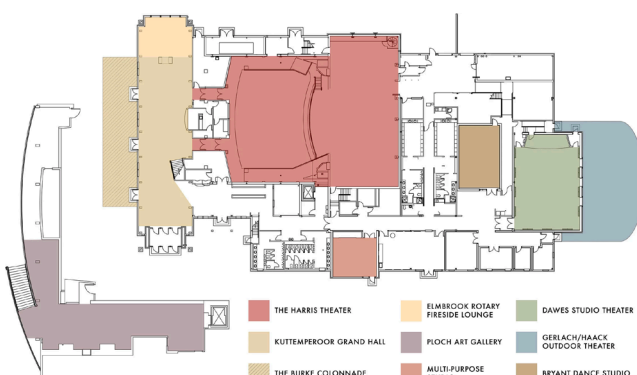 THE HARRIS THEATER
ELMBROOK ROTARY
FIRESIDE LOUNGE
DAWES STUDIO THEATER
KUTTEMPEROOR GRAND HALL
PLOCH ART GALLERY
GERLACH/HAACK
OUTDOOR THEATER
THE BURKE COLONNADE
MULTI-PURPOSE
BRYANT DANCE STUDIO